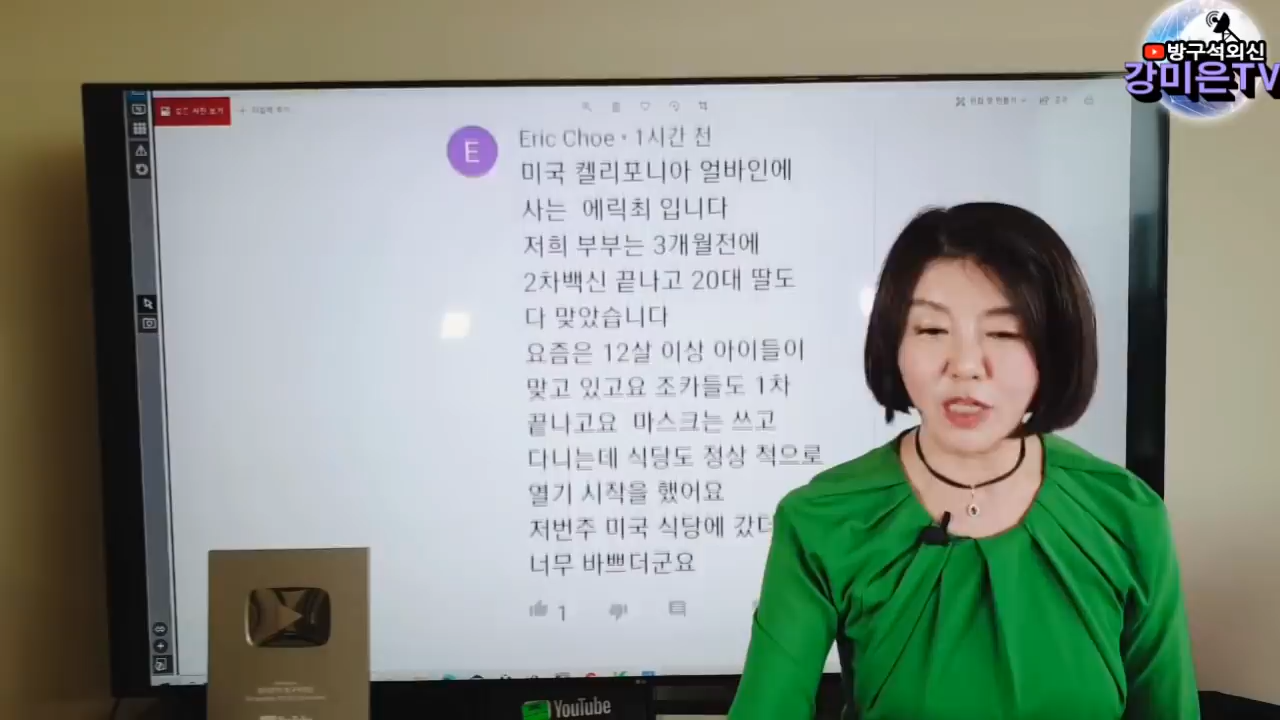 방구석외신
강미은TV
Eric Choe • 1시간 전
E
미국 켈리포니아 얼바인에
사는 에릭최 입니다
저희 부부는 3개월전에
2차백신 끝나고 20대 딸도
다 맞았습니다
요즘은 12살 이상 아이들이
맞고 있고요 조카들도 1차
끝나고요 마스크는 쓰고
다니는데 식당도 정상 적으로
열기 시작을 했어요
저번주 미국 식당에 갔더
너무 바쁘더군요
1
YouTube